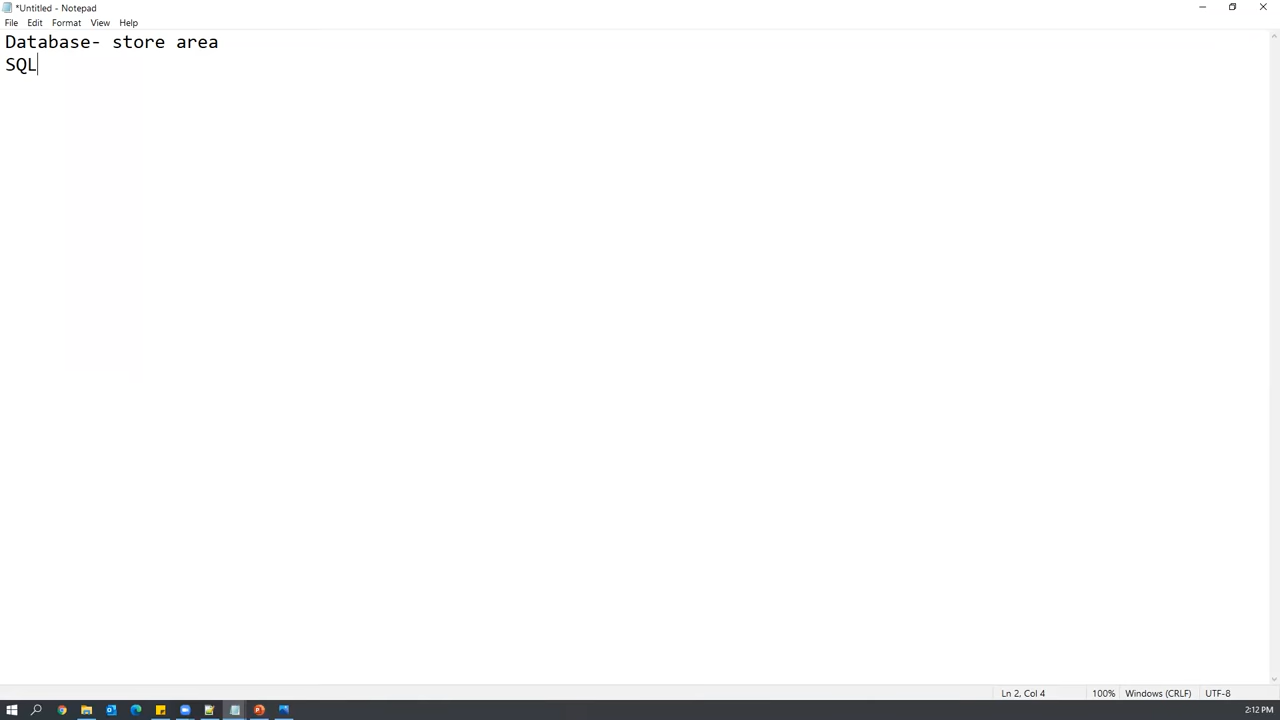 *Untitled - Notepad
File Edit Format View Help
Database- store area
SQL
Ln 2, Col 4 100% Windows (CRLF) UTF-8
2:12 PM